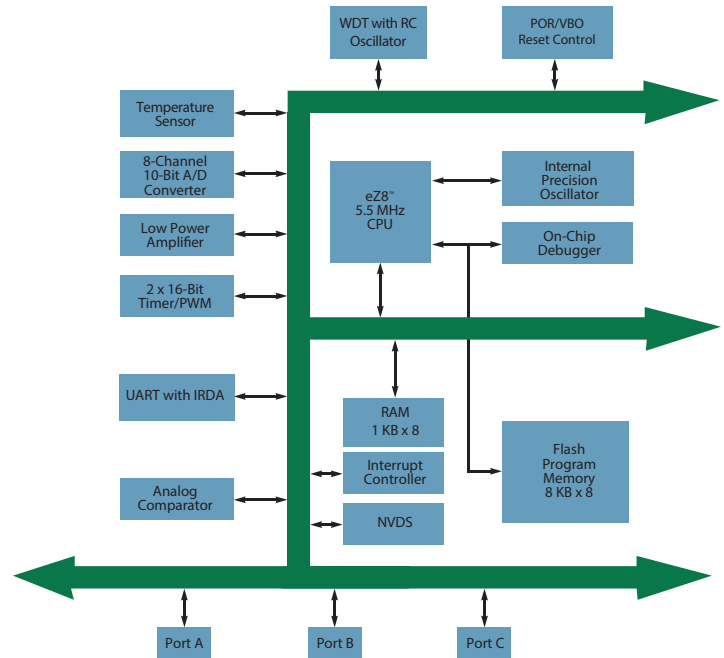 WDT with RC
Oscillator
POR/VBO
Reset Control
Temperature
Sensor
8-Channel
10-Bit A/D
Converter
Low Power
Amplifier
2 x 16-Bit
Timer/PWM
UART with IRDA
Analog
Comparator
eZ8™
5.5 MHz
CPU
Internal
Precision
Oscillator
On-Chip
Debugger
RAM
1 KB x 8
Interrupt
Controller
NVDS
Flash
Program
Memory
8 KB x 8
Port A
Port B
Port C